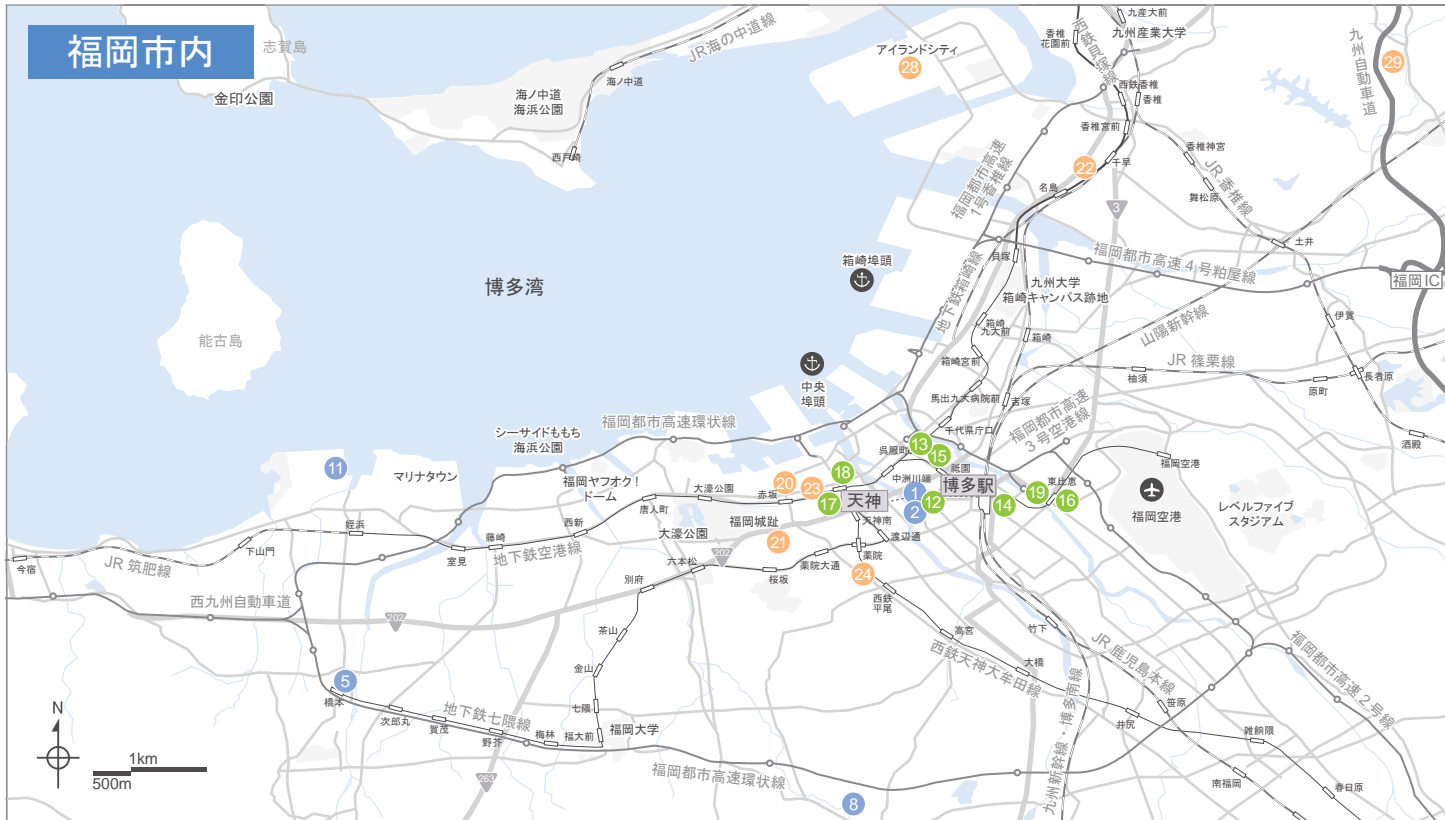 福岡市内
志賀島
金印公園
海ノ中道
海浜公園
海ノ中道
JR海の中道線
西戸崎
アイランドシティ
28
香椎
花園前
西鉄貝塚線
九産大前
九州産業大学
九州自動車道
29
西鉄香椎
香椎
香椎宮前
千早
22
名島
香椎神宮
JR 香椎線
舞松原
土井
3
福岡都市高速
1号香椎線
福岡都市高速4号粕屋線
福岡IC
箱崎埠頭
貝塚
九州大学
箱崎キャンパス跡地
地下鉄箱崎線
箱崎
九大前
箱崎
山陽新幹線
伊賀
博多湾
能古島
箱崎宮前
JR 篠栗線
柚須
原町
長者原
酒殿
中央
埠頭
馬出九大病院前
吉塚
千代県庁口
福岡都市高速
3号空港線
福岡都市高速環状線
シーサイドももち
海浜公園
呉服町
13
15
祇園
福岡空港
11
マリナタウン
福岡ヤフオク!
ドーム
大濠公園
赤坂
20
23
18
17
天神
中洲川端
1
2
12
博多駅
14
19
東比恵
16
福岡空港
レベルファイブ
スタジアム
唐人町
西新
大濠公園
福岡城趾
21
202
天神南
渡辺通
姪浜
下山門
今宿
JR 筑肥線
藤崎
室見
地下鉄空港線
六本松
桜坂
薬院大通
薬院
24
西鉄
平尾
別府
西九州自動車道
202
茶山
高宮
竹下
西鉄天神大牟田線
大橋
JR 鹿児島本線
福岡都市高速2号線
金山
5
橋本
次郎丸
賀茂
地下鉄七隈線
野芥
梅林
福大前
七隈
福岡大学
笹原
井尻
雑餉隈
九州新幹線・博多南線
N
1km
500m
263
福岡都市高速環状線
8
南福岡
春日原